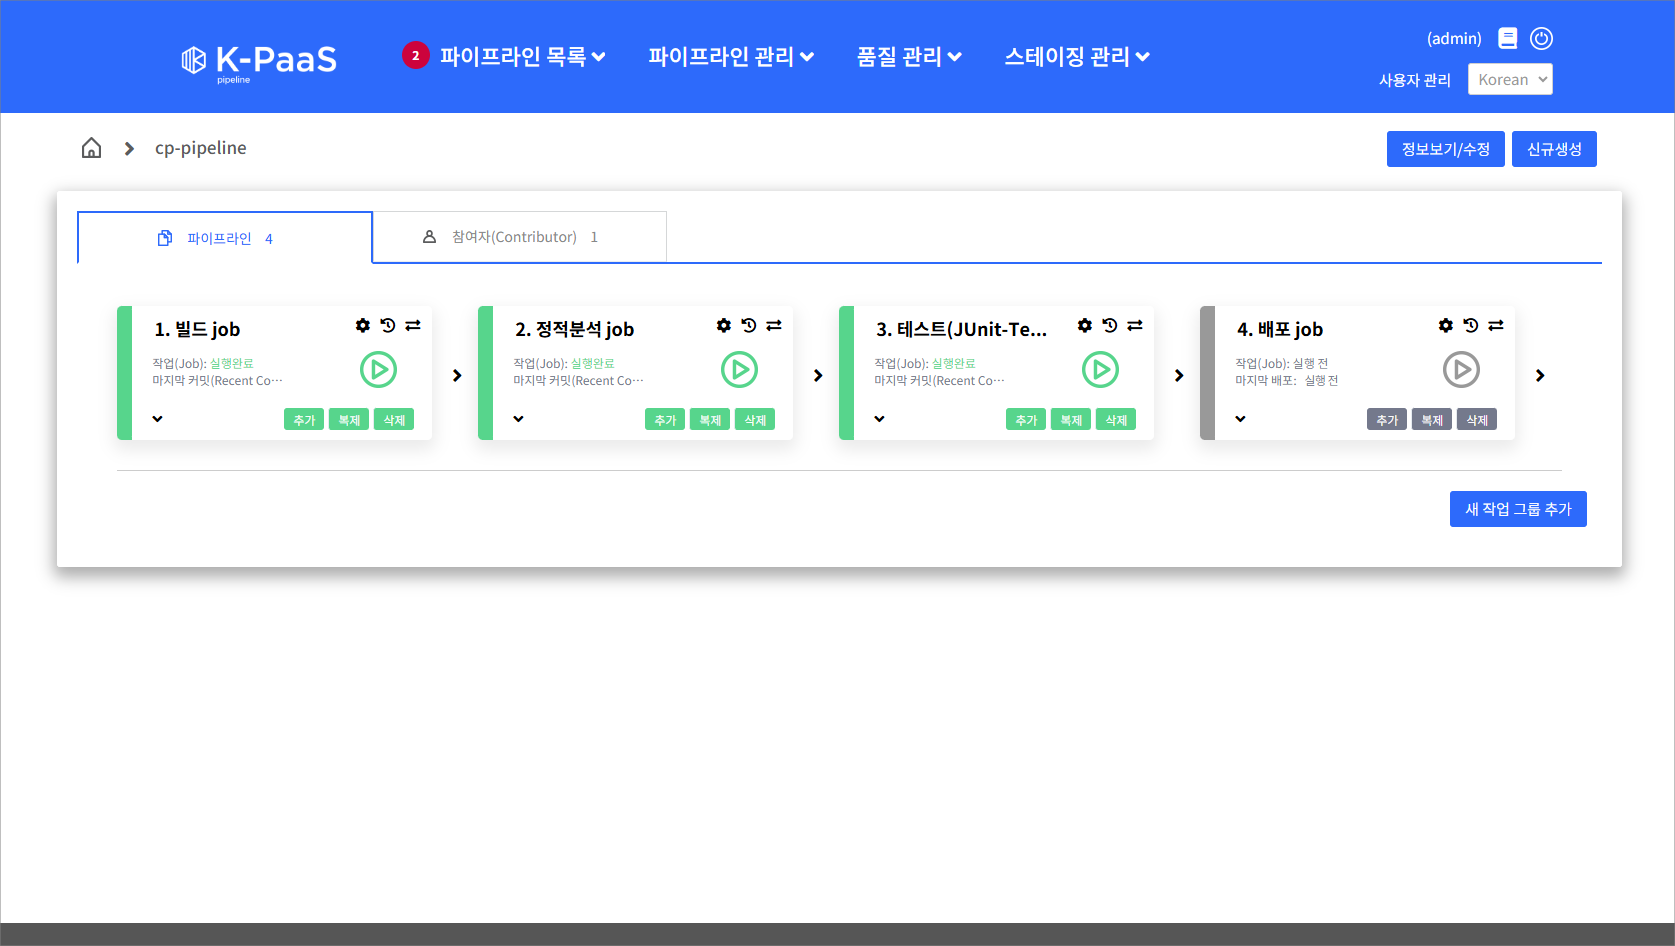 K-PaaS
pipeline
2 파이프라인 목록 파이프라인 관리 품질 관리 스테이징 관리
(admin)
사용자 관리 Korean
cp-pipeline
정보보기/수정 신규생성
파이프라인 4 참여자(Contributor) 1
1. 빌드 job
작업(Job): 실행완료
마지막 커밋(Recent Co…
추가 복제 삭제
2. 정적분석 job
작업(Job): 실행완료
마지막 커밋(Recent Co…
추가 복제 삭제
3. 테스트(JUnit-Te...
작업(Job): 실행완료
마지막 커밋(Recent Co…
추가 복제 삭제
4. 배포 job
작업(Job): 실행 전
마지막 배포: 실행 전
추가 복제 삭제
새 작업 그룹 추가